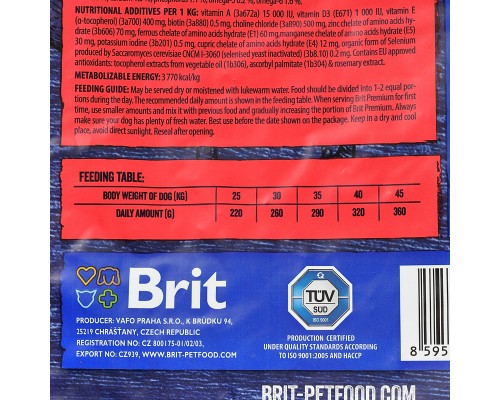 NUTRITIONAL ADDITIVES PER 1 KG: vitamin A (3a672a) 15 000 IU, vitamin D3 (E671) 1 000 IU, vitamin E
(α-tocopherol) (3a700) 400 mg, biotin (3a880) 0.5 mg, choline chloride (3a890) 500 mg, zinc chelate of amino acids hydr-
ate (3b606) 70 mg, ferrous chelate of amino acids hydrate (E1) 60 mg, manganous chelate of amino acids hydrate (E5)
30 mg, potassium iodide (3b201) 0.5 mg, cupric chelate of amino acids hydrate (E4) 12 mg, organic form of Selenium
produced by Saccaromyces cerevisiae CNCM I-3060 (selenised yeast inactivated) (3b8.10) 0.2 mg. Contains EU approved
antioxidants: tocopherol extracts from vegetable oil (1b306), ascorbyl palmitate (1b304) & rosemary extract.
METABOLIZABLE ENERGY: 3 770 kcal/kg
FEEDING GUIDE: May be served dry or moistened with lukewarm water. Food should be divided into 1-2 equal por-
tions during the day. The recommended daily amount is shown in the feeding table. When serving Brit Premium for first
time, use smaller amounts and mix it with previous food and gradually increasing the portion of Brit Premium. Always
make sure your dog has plenty of fresh water. Best use before the date shown on the package. Keep in a dry and cool
place, avoid direct sunlight. Reseal after opening.
FEEDING TABLE:
BODY WEIGHT OF DOG (KG) 25 30 35 40 45
DAILY AMOUNT (G) 220 260 290 320 360
Brit
PRODUCER: VAFO PRAHA S.R.O., K BRŮDKU 94,
25219 CHRÁŠŤANY, CZECH REPUBLIC
REGISTRATION NO: CZ 800175-01/02/03,
EXPORT NO: CZ939, WWW.BRIT-PETFOOD.COM
Q
TÜV
SÜD
ISO 9001
PRODUCTION CERTIFIED
UNDER QUALITY STANDARDS ACCORDING
TO ISO 9001:2005 AND HACCP
8 595
BRIT-PETFOOD.COM